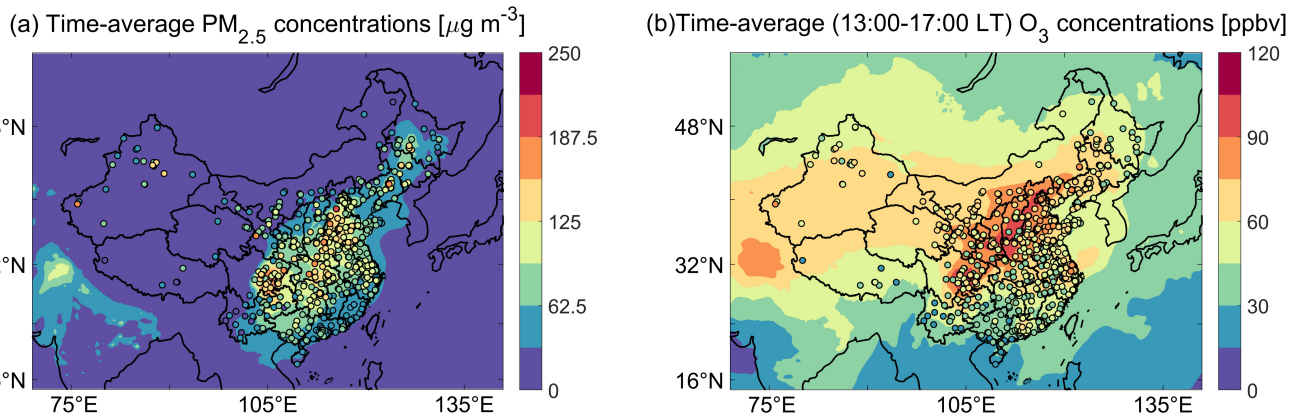 (a) Time-average PM2.5 concentrations [μg m-3]
(b)Time-average (13:00-17:00 LT) O3 concentrations [ppbv]
250
187.5
125
62.5
0
120
90
60
30
0
48°N
32°N
16°N
75°E
105°E
135°E
75°E
105°E
135°E